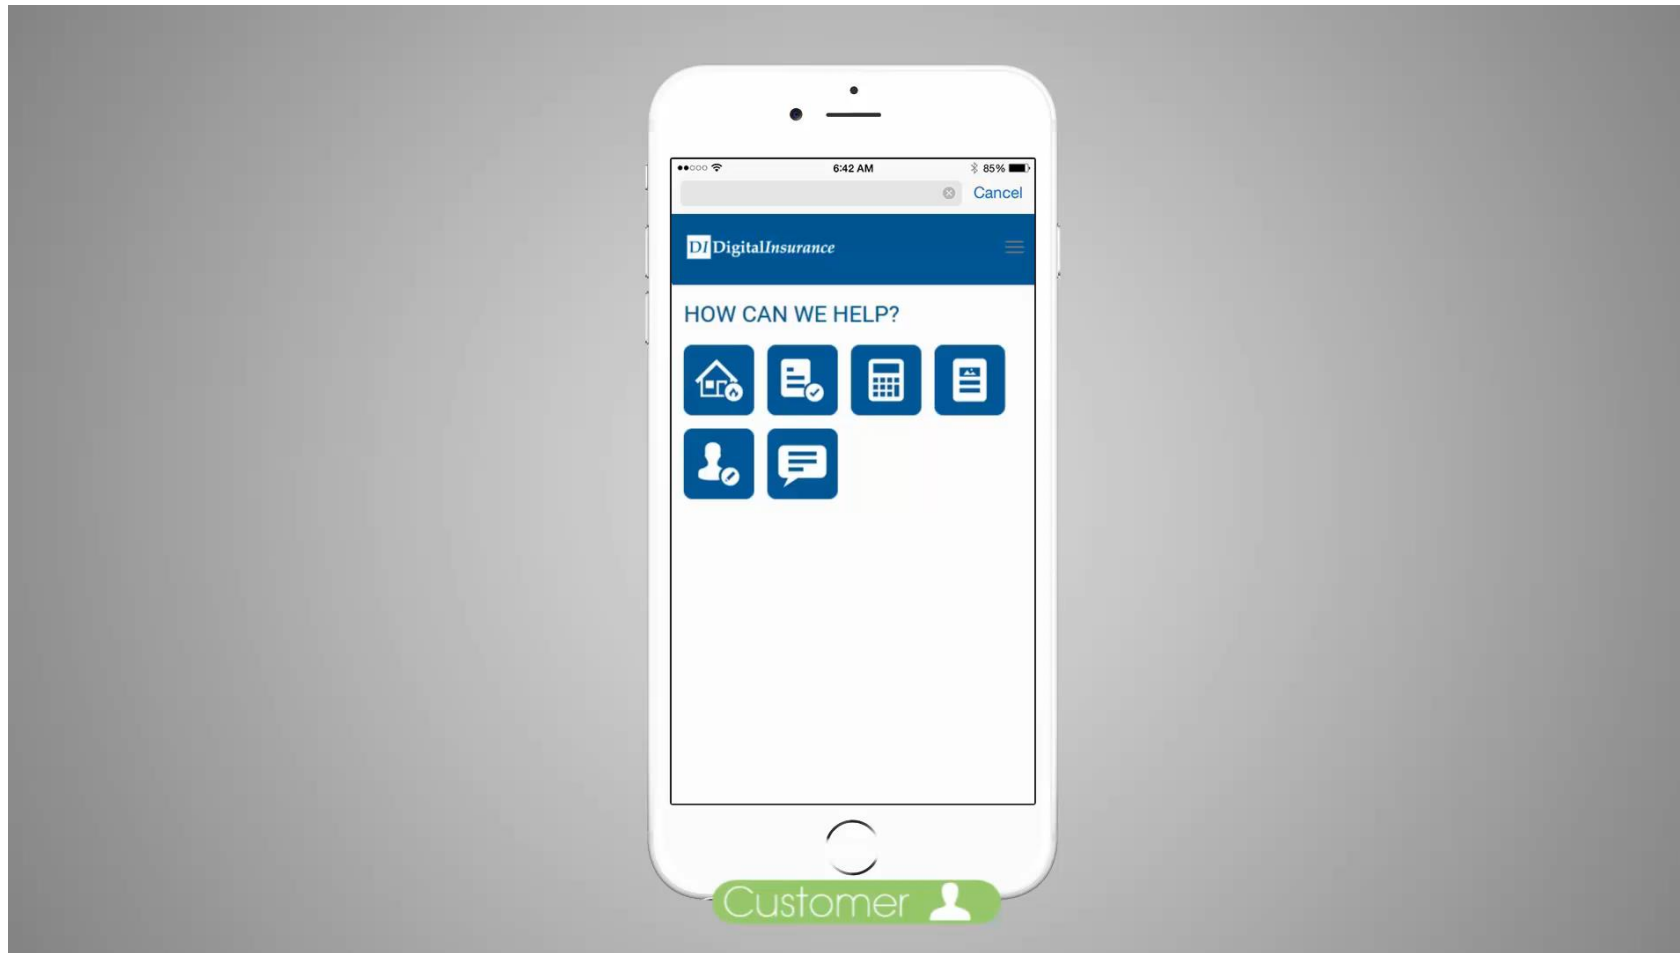 6:42 AM
85%
Cancel
DI DigitalInsurance
HOW CAN WE HELP?
Customer